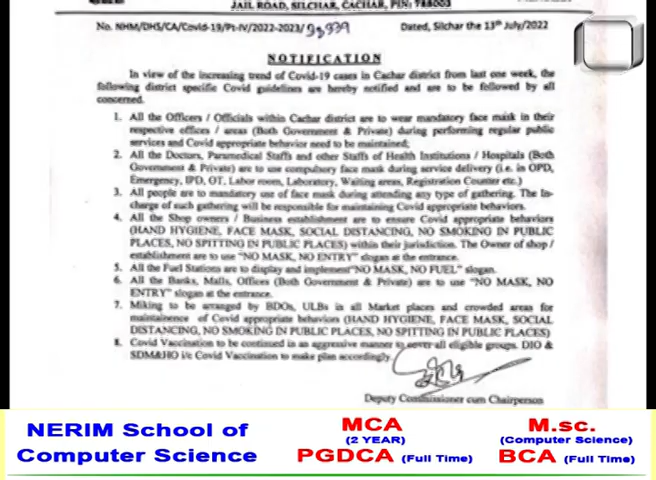 JAIL ROAD, SILCHAR, CACHAR, PIN: 788003
No. NHM/DHS/CA/Covid-19/Pt-IV/2022-2023/ Dated, Silchar the 13th July/2022
NOTIFICATION
In view of the increasing trend of Covid-19 cases in Cachar district from last one week, the
following district specific Covid guidelines are hereby notified and are to be followed by all
concerned.
1. All the Officers / Officials within Cachar district are to wear mandatory face mask in their
respective offices / areas (Both Government & Private) during performing regular public
services and Covid appropriate behavior need to be maintained;
2. All the Doctors, Paramedical Staffs and other Staffs of Health Institutions / Hospitals (Both
Government & Private) are to use compulsory face mask during service delivery (i.e. in OPD,
Emergency, IPD, OT, Labor room, Laboratory, Waiting areas, Registration Counter etc.)
3. All people are to mandatory use of face mask during attending any type of gathering. The In-
charge of such gathering will be responsible for maintaining Covid appropriate behaviors.
4. All the Shop owners / Business establishment are to ensure Covid appropriate behaviors
(HAND HYGIENE, FACE MASK, SOCIAL DISTANCING, NO SMOKING IN PUBLIC
PLACES, NO SPITTING IN PUBLIC PLACES) within their jurisdiction. The Owner of shop /
establishment are to use "NO MASK, NO ENTRY" slogan at the entrance.
5. All the Fuel Stations are to display and implement "NO MASK, NO FUEL" slogan.
6. All the Banks, Malls, Offices (Both Government & Private) are to use "NO MASK, NO
ENTRY" slogan at the entrance.
7. Miking to be arranged by BDOs, ULBs in all Market places and crowded areas for
maintainence of Covid appropriate behaviors (HAND HYGIENE, FACE MASK, SOCIAL
DISTANCING, NO SMOKING IN PUBLIC PLACES, NO SPITTING IN PUBLIC PLACES)
8. Covid Vaccination to be continued in an aggressive manner to cover all eligible groups. DIO &
SDM&HO i/c Covid Vaccination to make plan accordingly.
Deputy Commissioner cum Chairperson
NERIM School of
Computer Science
MCA
(2 YEAR)
PGDCA (Full Time)
M.sc.
(Computer Science)
BCA (Full Time)